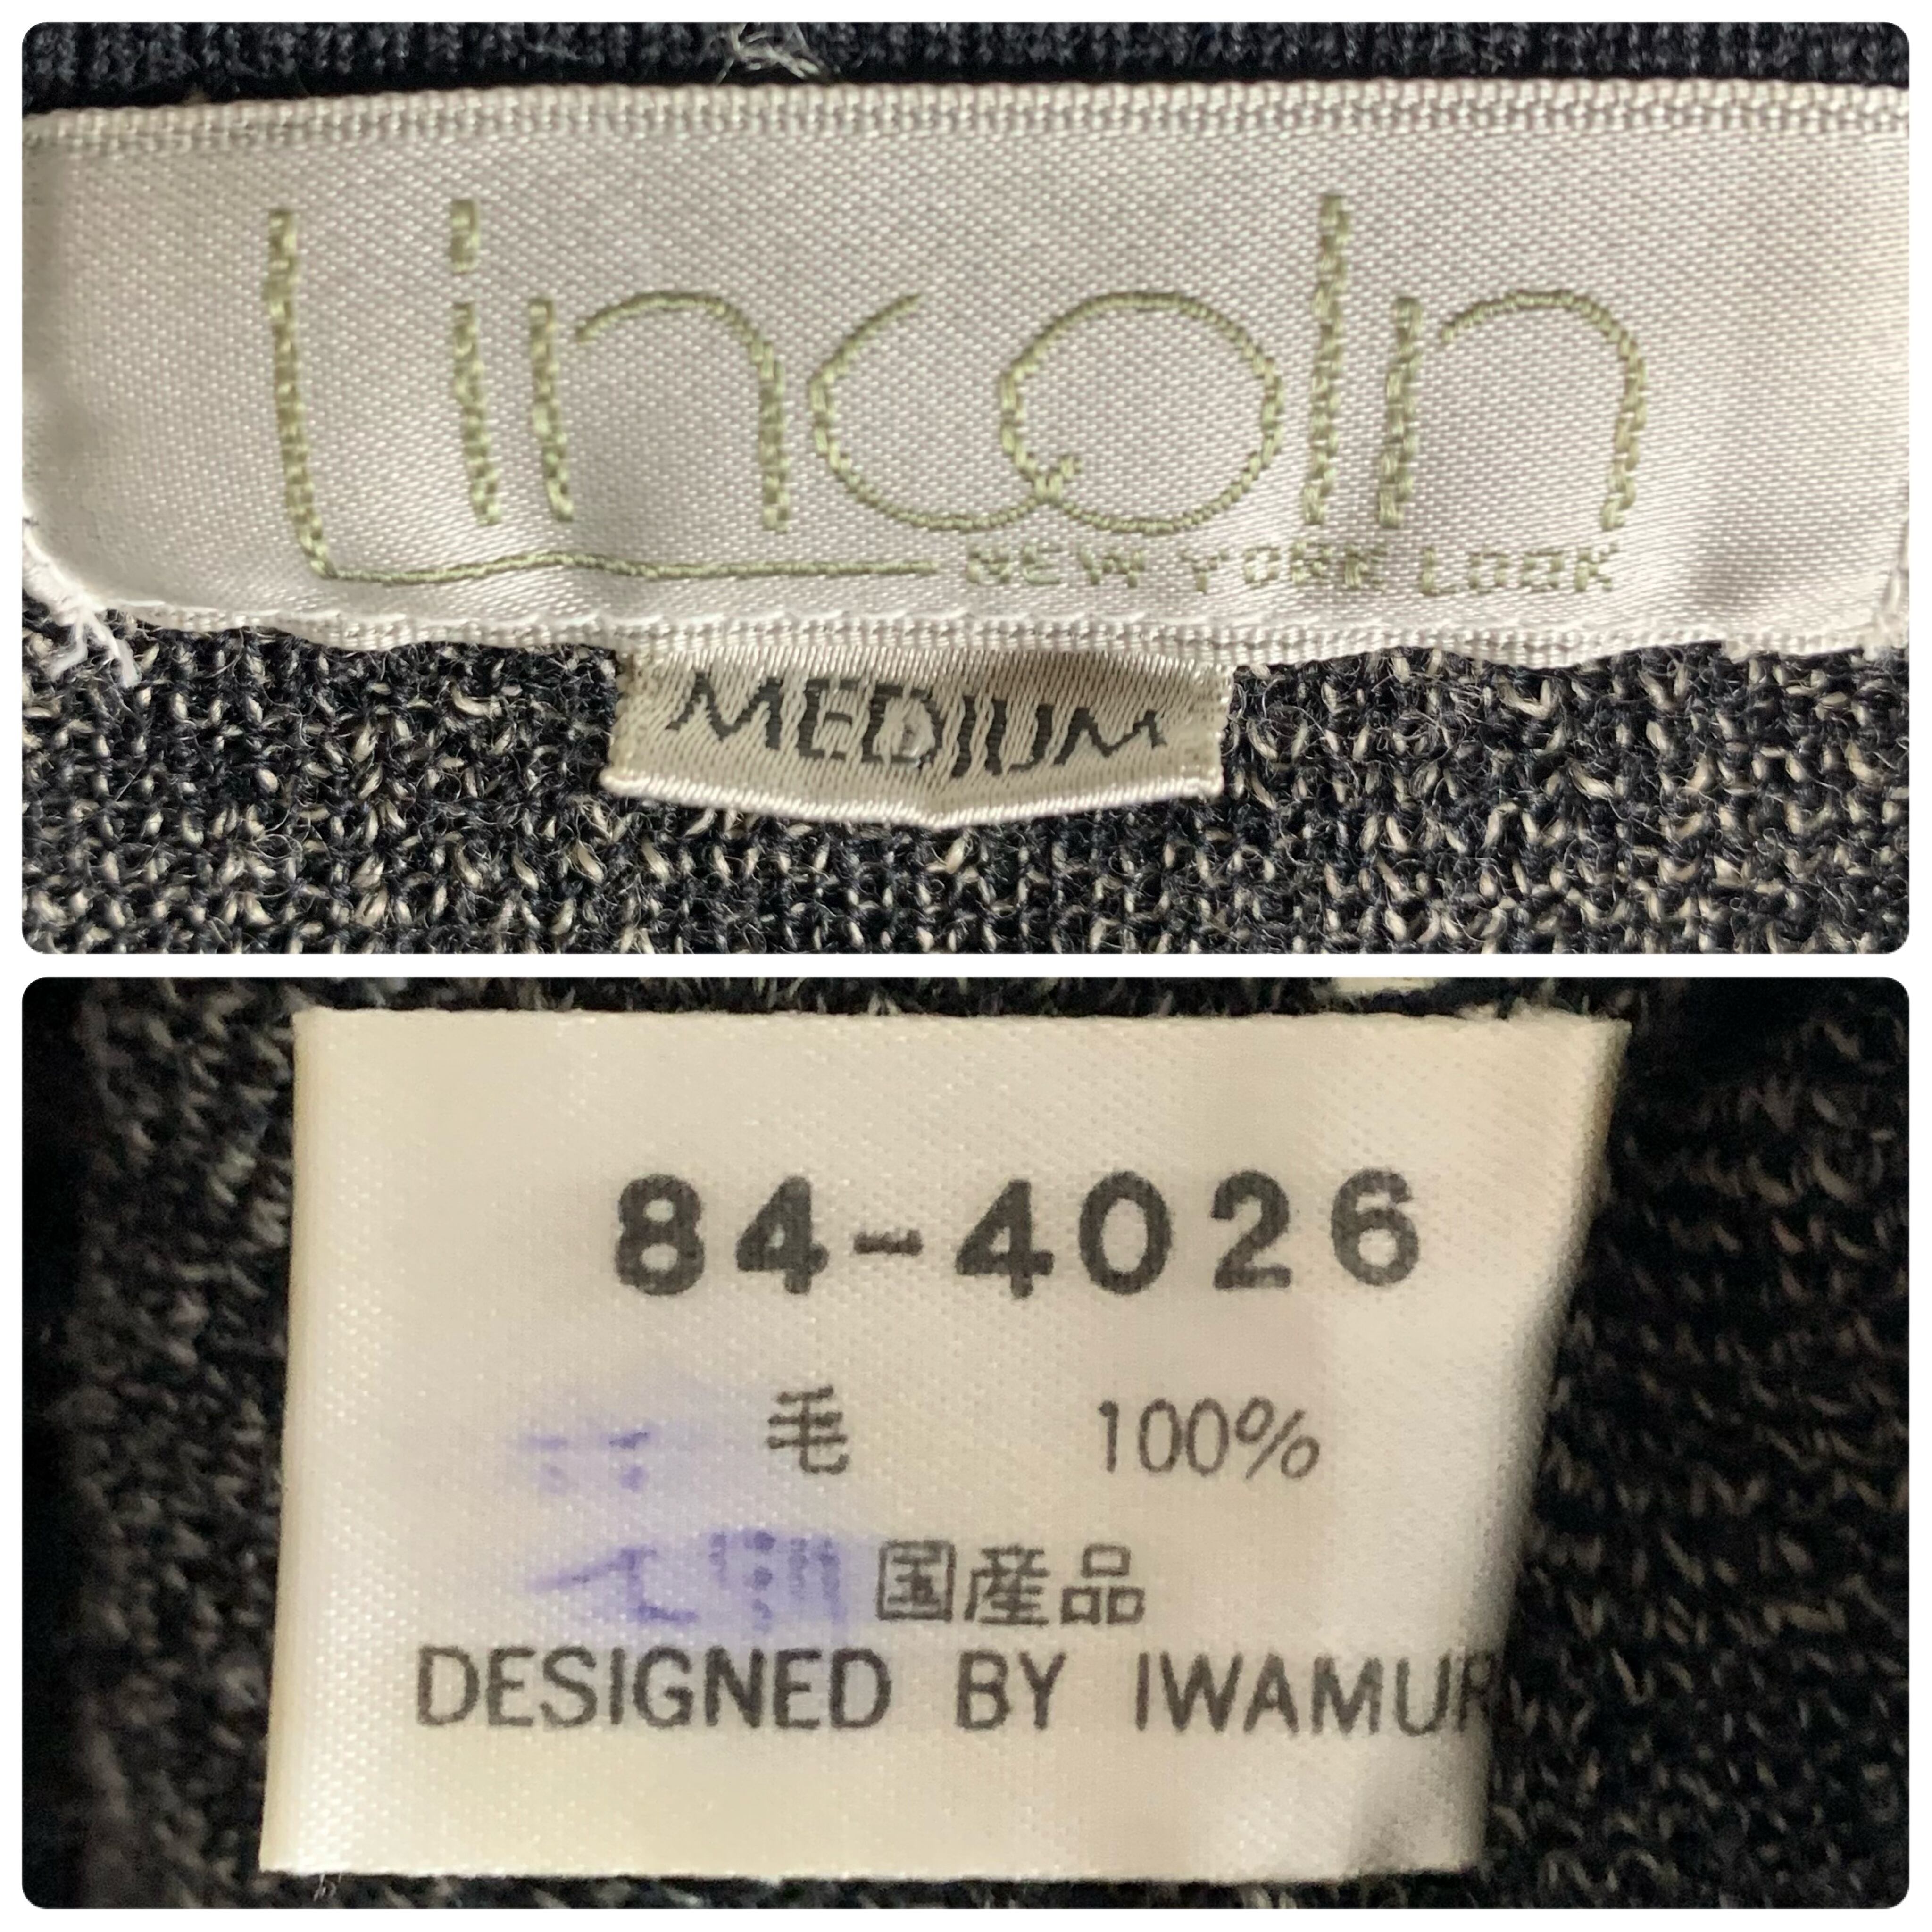 Lincoln
NEW YORK LOOK
MEDIUM
84-4026
毛 100%
国産品
DESIGNED BY IWAMUR